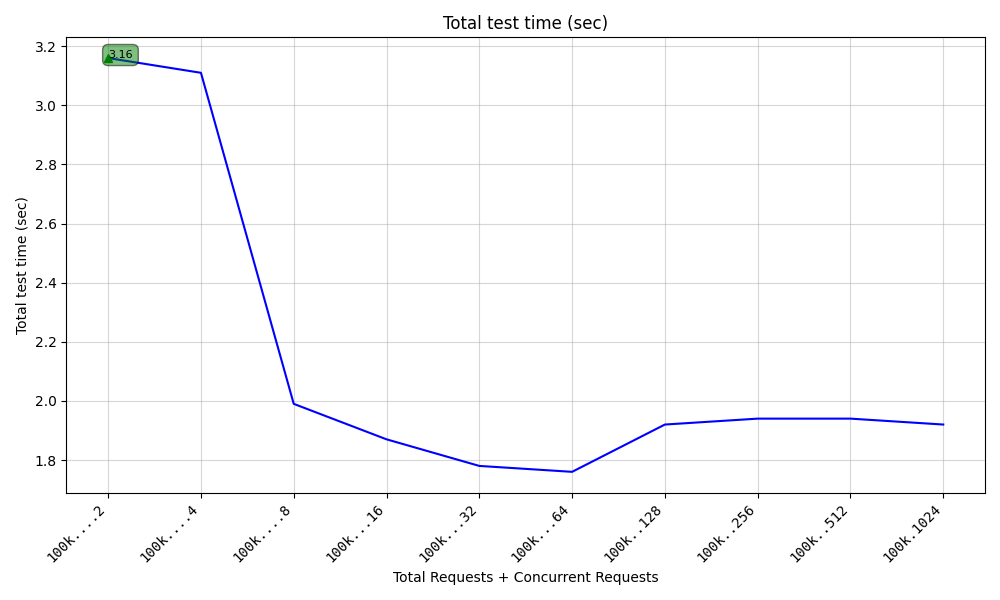 Total test time (sec)
3.16
Total test time (sec)
3.2
3.0
2.8
2.6
2.4
2.2
2.0
1.8
100k....2
100k....4
100k....8
100k...16
100k...32
100k...64
100k..128
100k..256
100k..512
100k.1024
Total Requests + Concurrent Requests